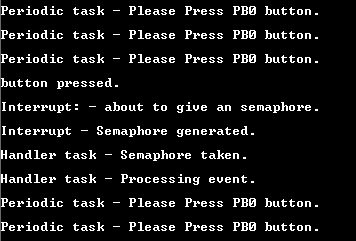 Periodic task - Please Press PB0 button.
Periodic task - Please Press PB0 button.
Periodic task - Please Press PB0 button.
button pressed.
Interrupt: - about to give an semaphore.
Interrupt - Semaphore generated.
Handler task - Semaphore taken.
Handler task - Processing event.
Periodic task - Please Press PB0 button.
Periodic task - Please Press PB0 button.